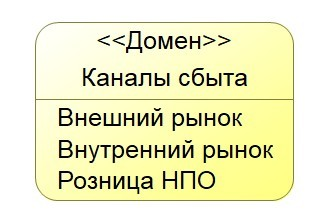 <<Домен>>
Каналы сбыта
Внешний рынок
Внутренний рынок
Розница НПО